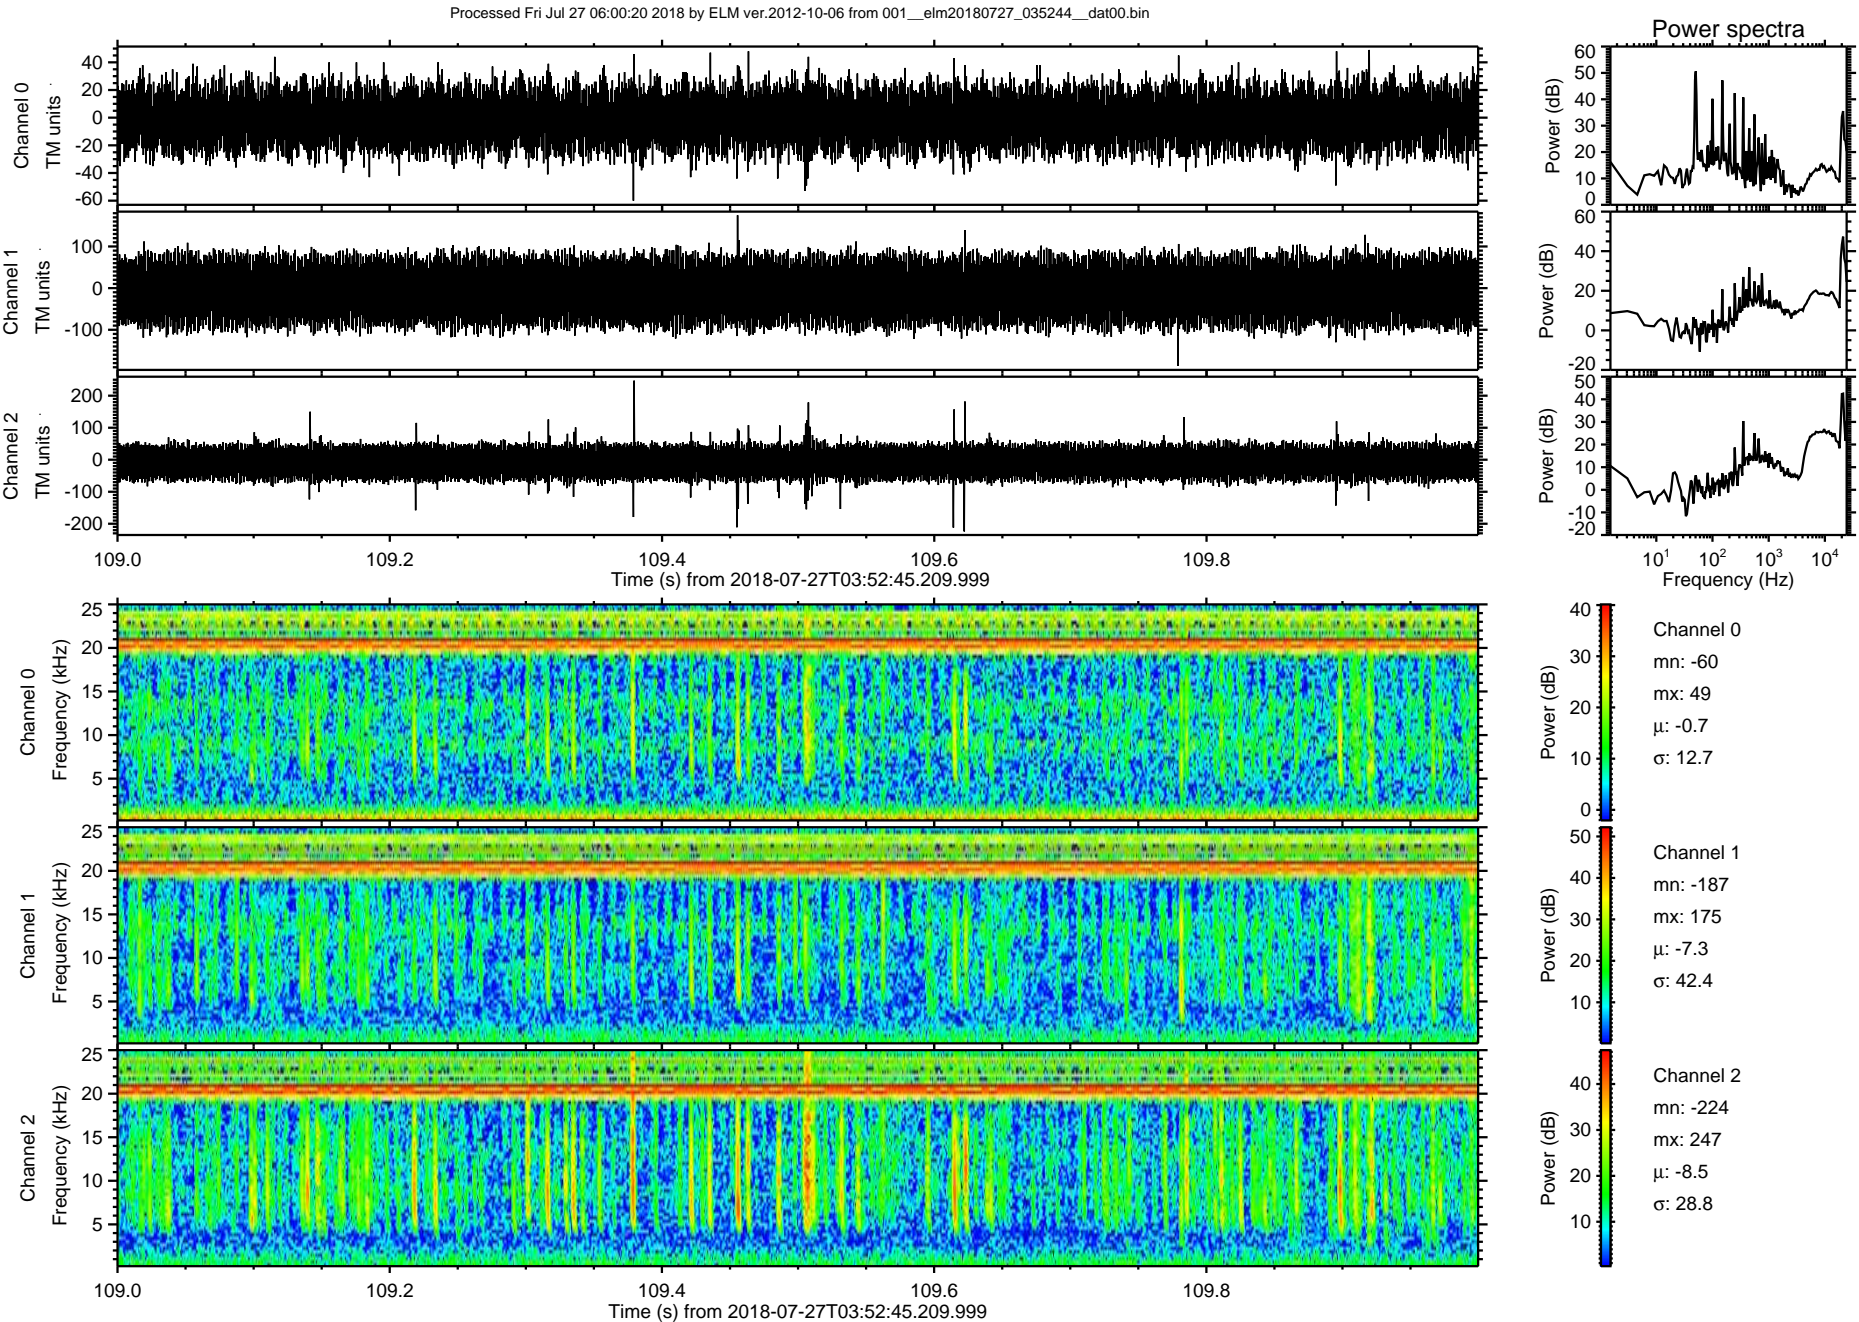 Processed Fri Jul 27 06:00:20 2018 by ELM ver.2012-10-06 from 001__elm20180727_035244__dat00.bin
Power spectra
Channel 0
TM units
40
20
0
-20
-40
-60
Power (dB)
60
50
40
30
20
10
0
Channel 1
TM units
100
0
-100
Power (dB)
60
40
20
0
-20
Channel 2
TM units
200
100
0
-100
-200
Power (dB)
50
40
30
20
10
0
-10
-20
109.0 109.2 109.4 109.6 109.8
Time (s) from 2018-07-27T03:52:45.209.999
10¹ 10² 10³ 10⁴
Frequency (Hz)
Channel 0
Frequency (kHz)
25
20
15
10
5
Power (dB)
40
30
20
10
0
Channel 0
mn: -60
mx: 49
μ: -0.7
σ: 12.7
Channel 1
Frequency (kHz)
25
20
15
10
5
Power (dB)
50
40
30
20
10
Channel 1
mn: -187
mx: 175
μ: -7.3
σ: 42.4
Channel 2
Frequency (kHz)
25
20
15
10
5
Power (dB)
40
30
20
10
Channel 2
mn: -224
mx: 247
μ: -8.5
σ: 28.8
109.0 109.2 109.4 109.6 109.8
Time (s) from 2018-07-27T03:52:45.209.999